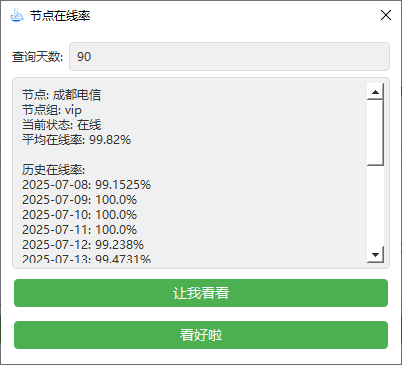 节点在线率
查询天数: 90
节点: 成都电信
节点组: vip
当前状态: 在线
平均在线率: 99.82%
历史在线率:
2025-07-08: 99.1525%
2025-07-09: 100.0%
2025-07-10: 100.0%
2025-07-11: 100.0%
2025-07-12: 99.238%
2025-07-13: 99.4731%
让我看看
看好啦